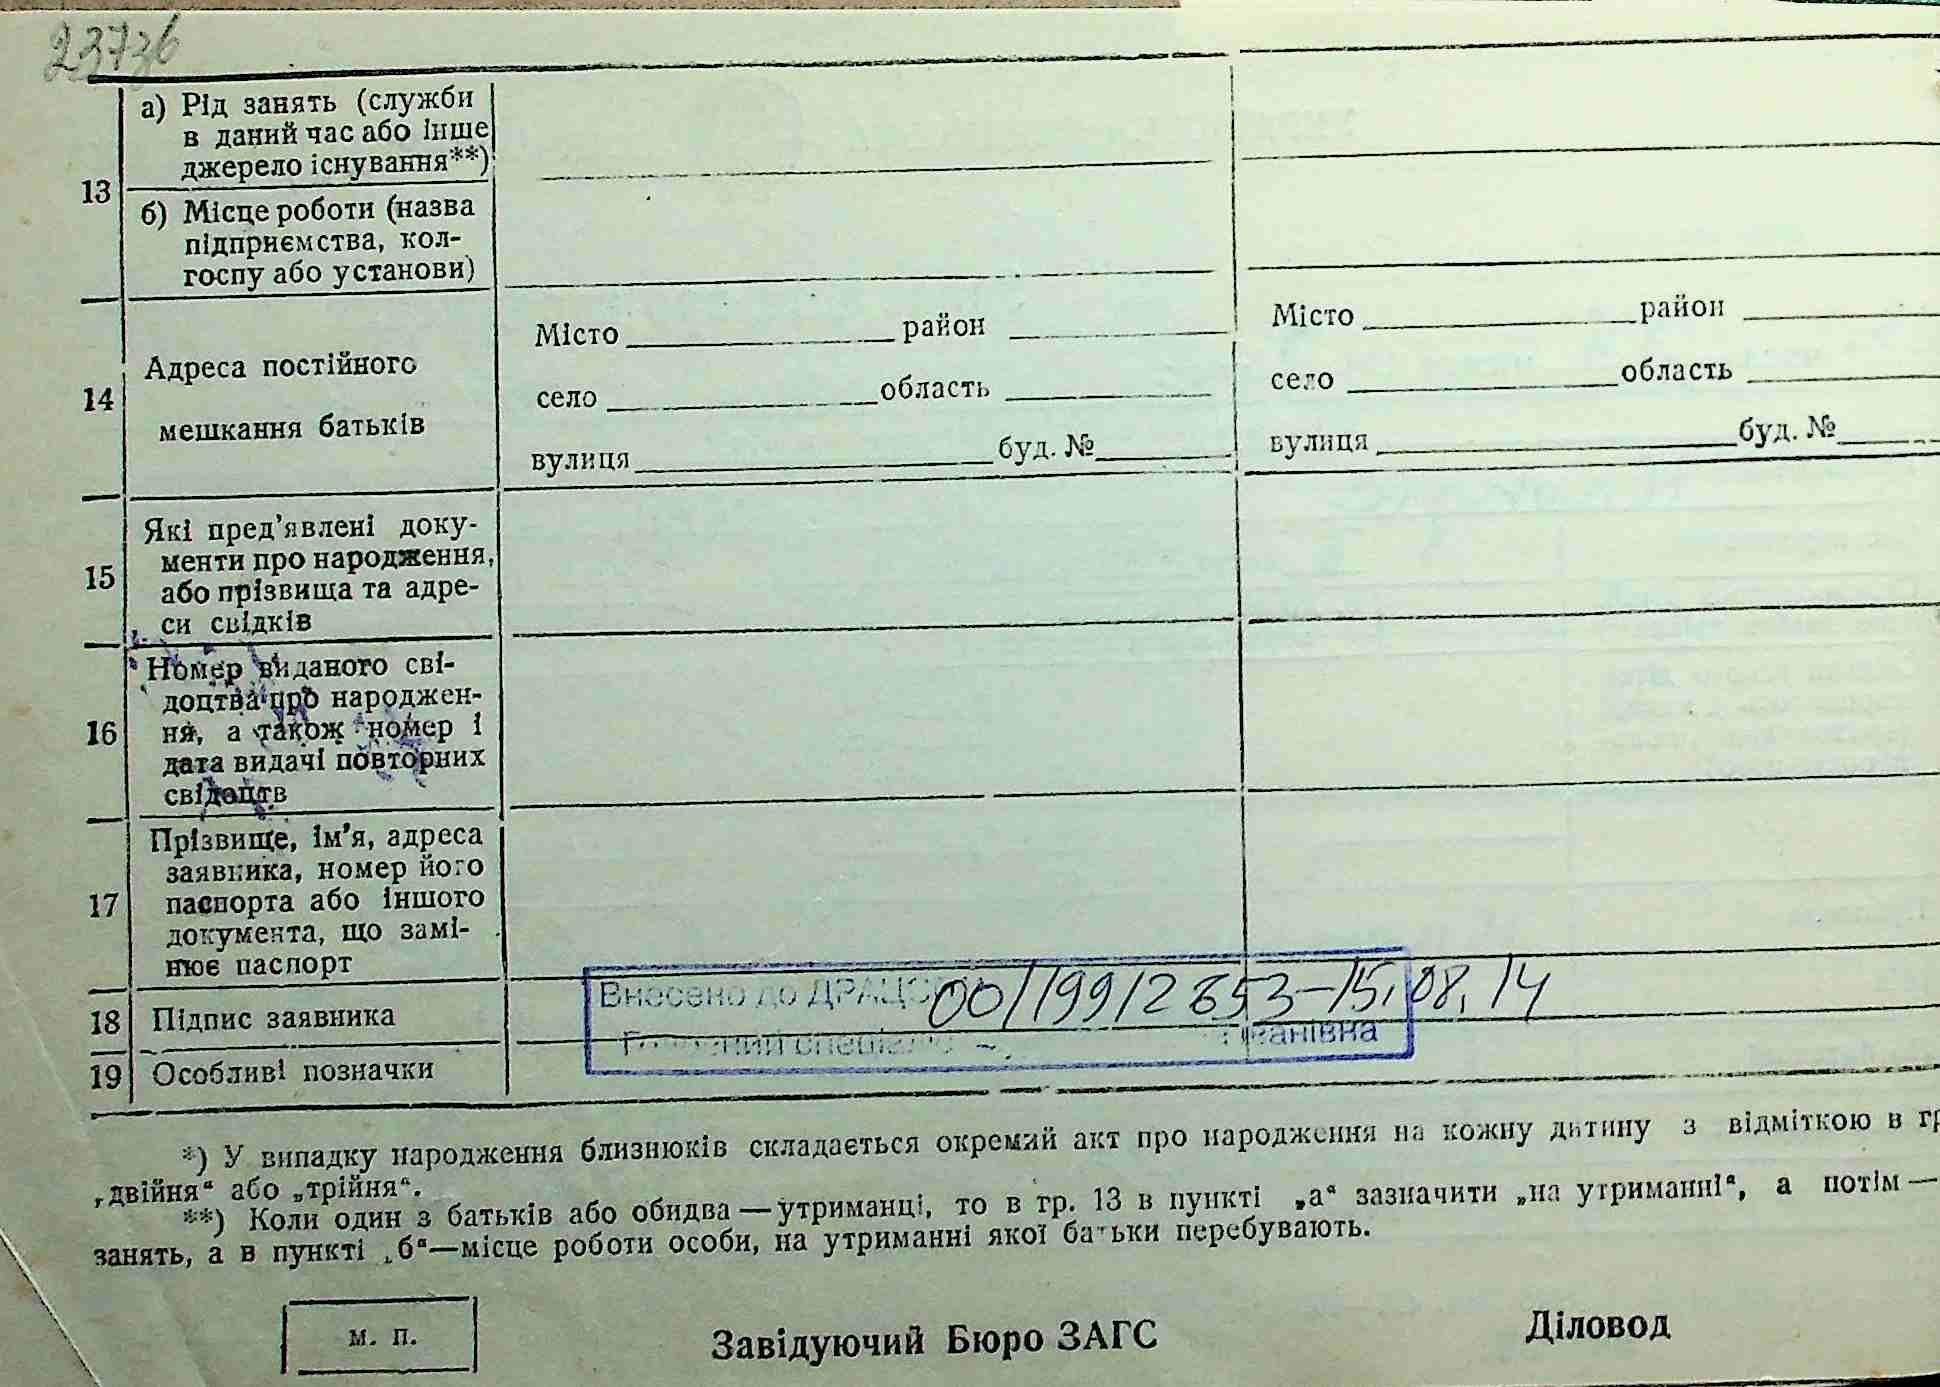 23736
13
а) Рід занять (служби
в даний час або інше
джерело існування**)
б) Місце роботи (назва
підприємства, кол-
госпу або установи)
14
Адреса постійного
мешкання батьків
Місто район
село область
вулиця буд. №
Місто район
село область
вулиця буд. №
15
Які пред'явлені доку-
менти про народження,
або прізвища та адре-
си свідків
16
Номер виданого сві-
доцтва про народжен-
ня, а також номер і
дата видачі повторних
свідоцтв
17
Прізвище, ім'я, адреса
заявника, номер його
паспорта або іншого
документа, що замі-
нює паспорт
18 Підпис заявника
Внесено до 00119912653-15.08.14
19 Особливі позначки
*) У випадку народження близнюків складається окремий акт про народження на кожну дитину з відміткою в гр
„двійня“ або „трійня“.
**) Коли один з батьків або обидва — утриманці, то в гр. 13 в пункті „а“ зазначити „на утриманні“, а потім —
занять, а в пункті „б“—місце роботи особи, на утриманні якої батьки перебувають.
м. п.
Завідуючий Бюро ЗАГС
Діловод